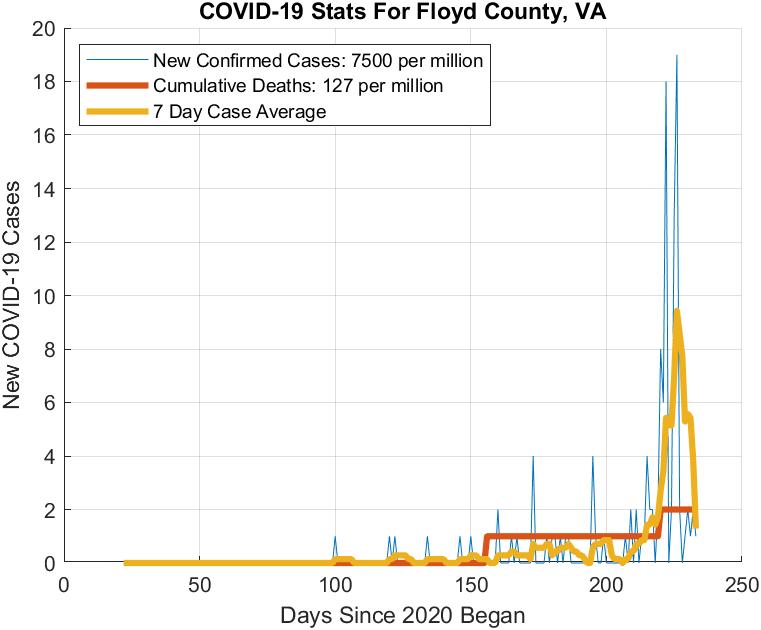 COVID-19 Stats For Floyd County, VA
New Confirmed Cases: 7500 per million
Cumulative Deaths: 127 per million
7 Day Case Average
New COVID-19 Cases
20
18
16
14
12
10
8
6
4
2
0
0 50 100 150 200 250
Days Since 2020 Began